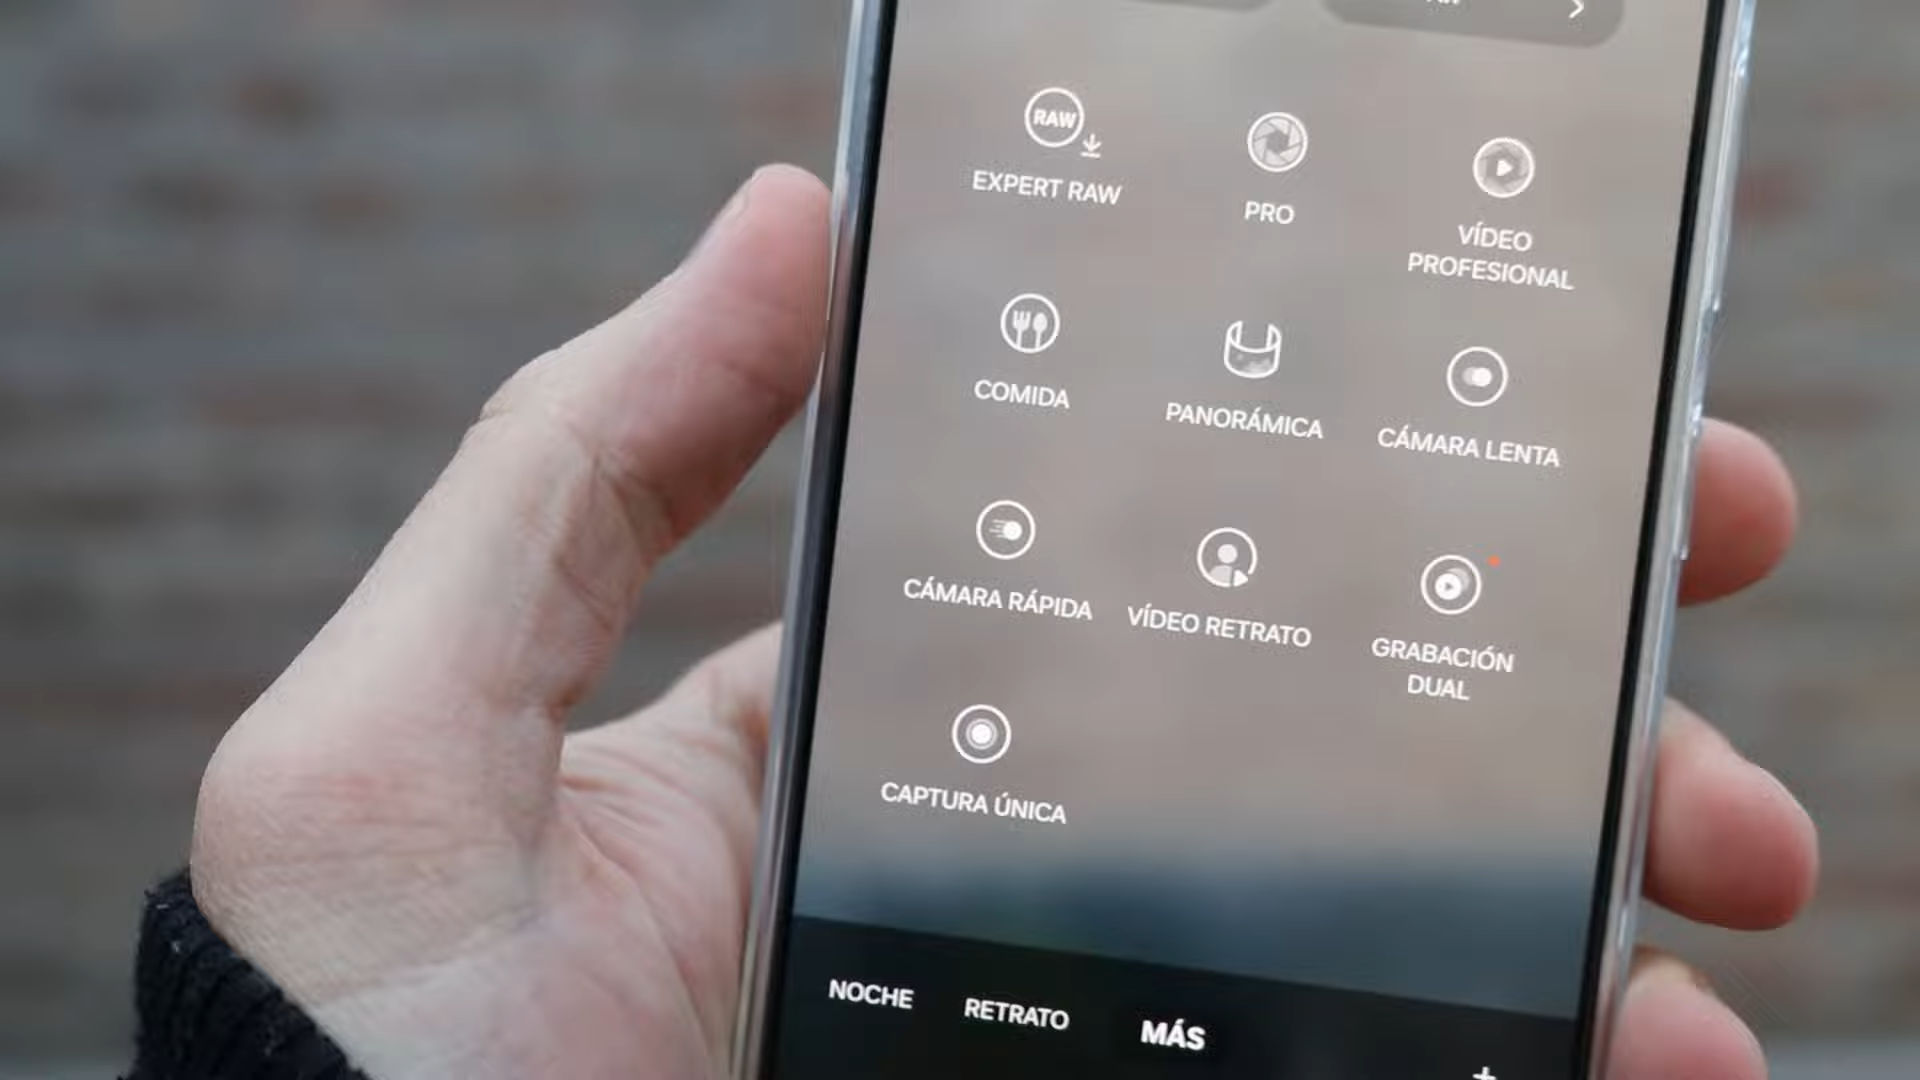 RAW
EXPERT RAW
PRO
VÍDEO
PROFESIONAL
COMIDA
PANORÁMICA
CÁMARA LENTA
CÁMARA RÁPIDA
VÍDEO RETRATO
GRABACIÓN
DUAL
CAPTURA ÚNICA
NOCHE
RETRATO
MÁS